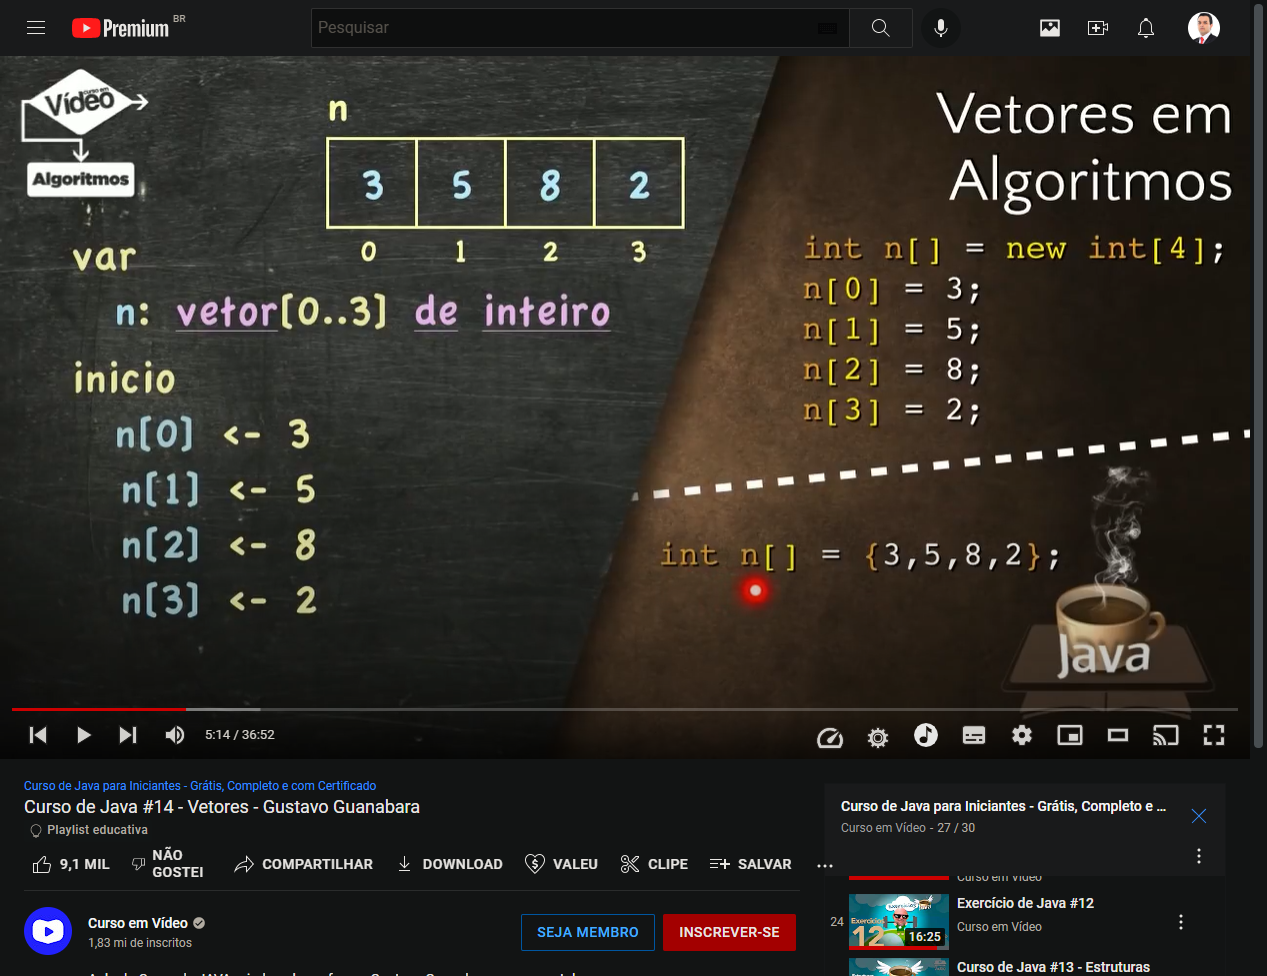 Premium BR
Pesquisar
curso em
Vídeo
Algoritmos
n
3 5 8 2
0 1 2 3
var
n: vetor[0..3] de inteiro
inicio
n[0] <- 3
n[1] <- 5
n[2] <- 8
n[3] <- 2
Vetores em
Algoritmos
int n[] = new int[4];
n[0] = 3;
n[1] = 5;
n[2] = 8;
n[3] = 2;
int n[] = {3,5,8,2};
Java
5:14 / 36:52
Curso de Java para Iniciantes - Grátis, Completo e com Certificado
Curso de Java #14 - Vetores - Gustavo Guanabara
Playlist educativa
9,1 MIL
NÃO
GOSTEI
COMPARTILHAR
DOWNLOAD
VALEU
CLIPE
SALVAR
Curso em Vídeo
1,83 mi de inscritos
SEJA MEMBRO
INSCREVER-SE
Curso de Java para Iniciantes - Grátis, Completo e ...
Curso em Vídeo - 27 / 30
Curso em Vídeo
24
Exercícios
12
16:25
Exercício de Java #12
Curso em Vídeo
Curso de Java #13 - Estruturas